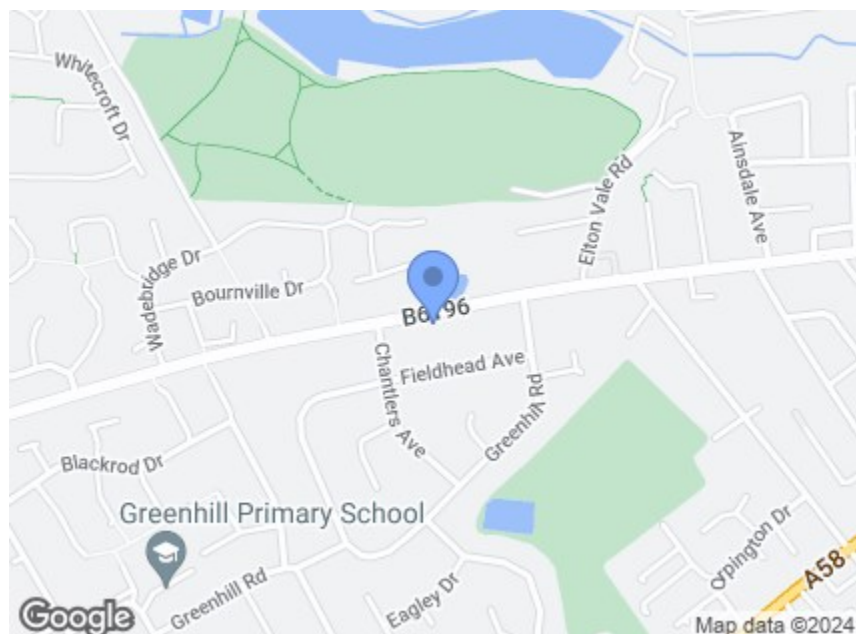 Whitecroft Dr
Ainsdale Ave
Elton Vale Rd
Wadebridge Dr
Bournville Dr
B6196
Chantlers Ave
Fieldhead Ave
Greenhill Rd
Blackrod Dr
Greenhill Primary School
Orpington Dr
A58
Greenhill Rd
Eagley Dr
Google
Map data ©2024